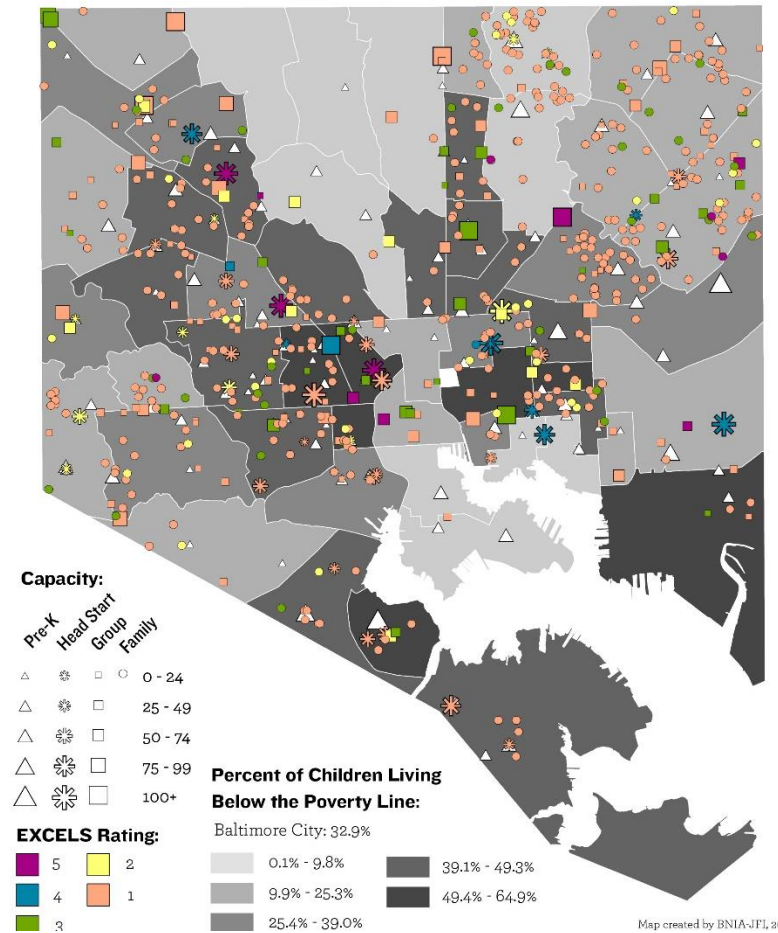 Capacity:
Pre-K Head Start Group Family
0 - 24
25 - 49
50 - 74
75 - 99
100+
EXCELS Rating:
5 2
4 1
3
Percent of Children Living
Below the Poverty Line:
Baltimore City: 32.9%
0.1% - 9.8% 39.1% - 49.3%
9.9% - 25.3% 49.4% - 64.9%
25.4% - 39.0%
Map created by BNIA-JFI,